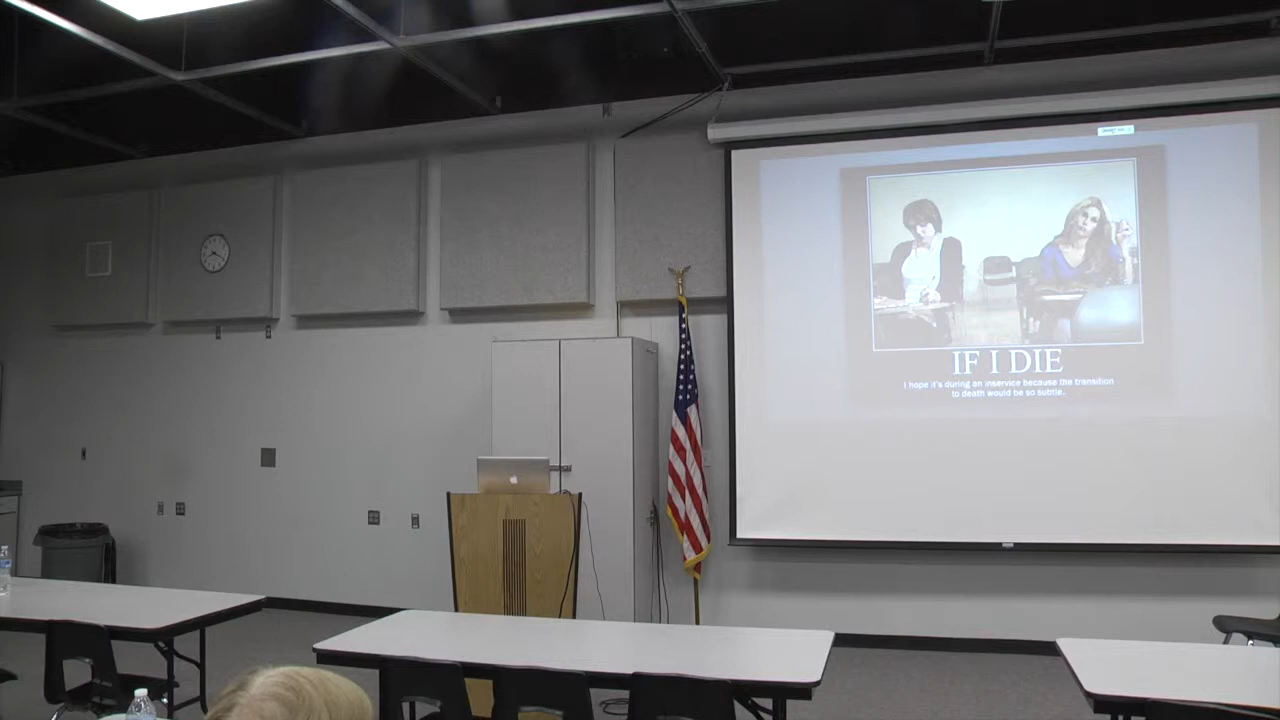 IF I DIE
I hope it's during an inservice because the transition
to death would be so subtle.